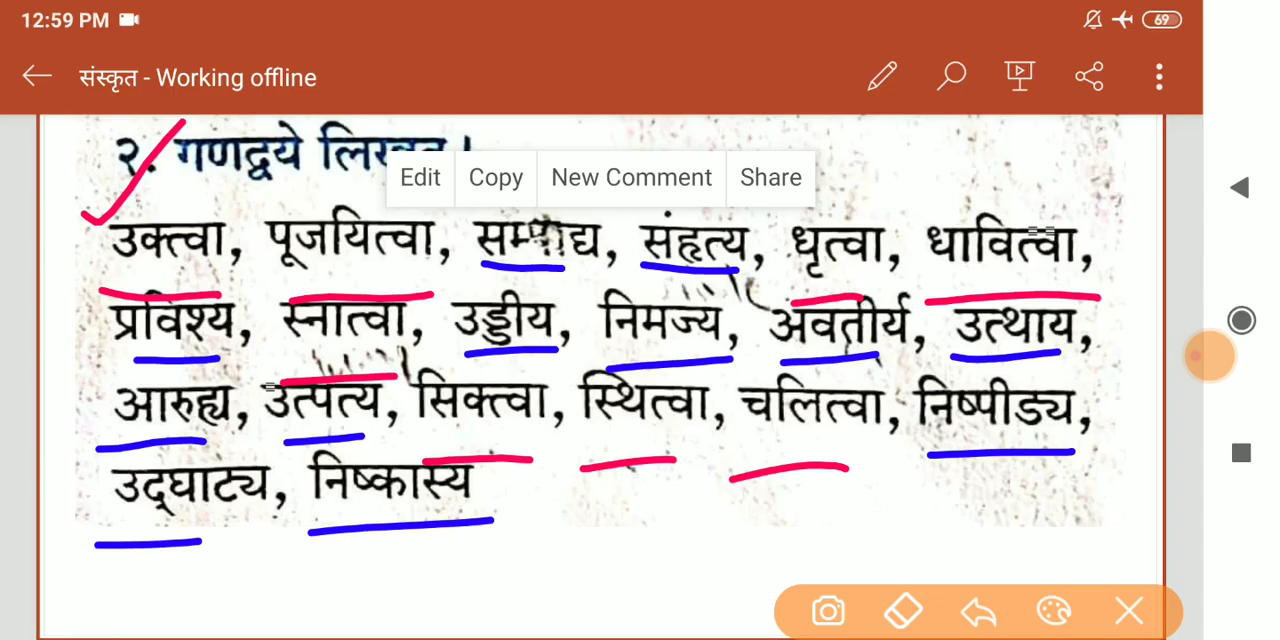 12:59 PM 69
संस्कृत - Working offline
२. गणद्वये लिखत।
Edit Copy New Comment Share
उक्त्वा, पूजयित्वा, सम्पाद्य, संहृत्य, धृत्वा, धावित्वा,
प्रविश्य, स्नात्वा, उड्डीय, निमज्य, अवतीर्य, उत्थाय,
आरुह्य, उत्पत्य, सिक्त्वा, स्थित्वा, चलित्वा, निष्पीड्य,
उद्घाट्य, निष्कास्य